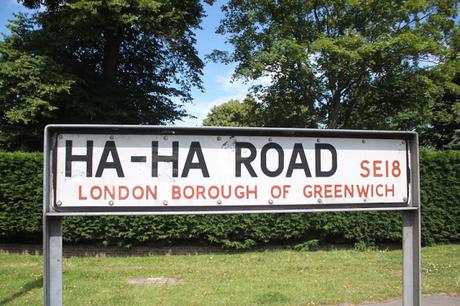 HA-HA ROAD SE18
LONDON BOROUGH OF GREENWICH